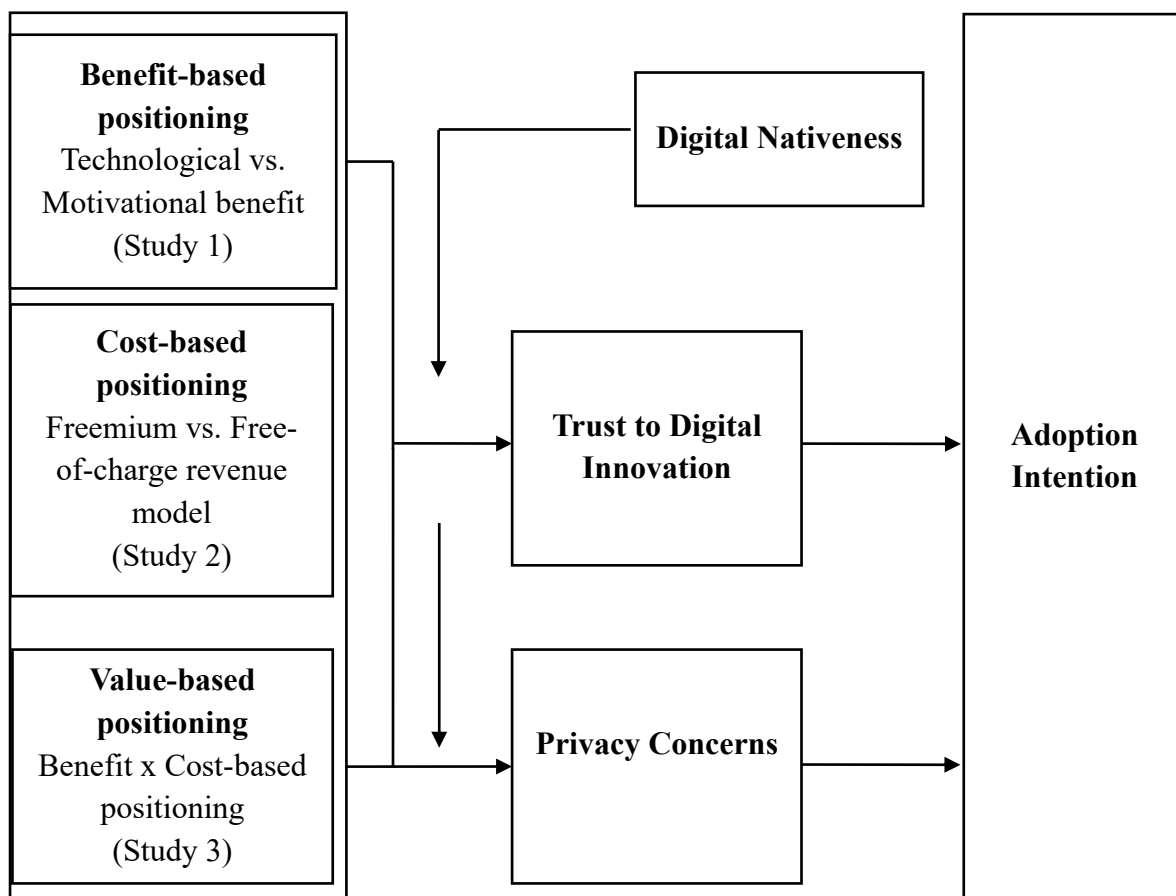 Benefit-based
positioning
Technological vs.
Motivational benefit
(Study 1)
Digital Nativeness
Cost-based
positioning
Freemium vs. Free-
of-charge revenue
model
(Study 2)
Trust to Digital
Innovation
Adoption
Intention
Value-based
positioning
Benefit x Cost-based
positioning
(Study 3)
Privacy Concerns